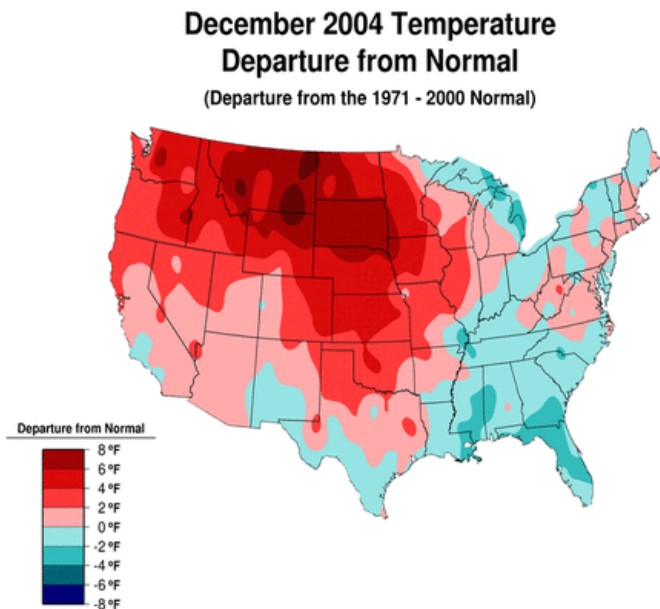 December 2004 Temperature
Departure from Normal
(Departure from the 1971 - 2000 Normal)
Departure from Normal
8 °F
6 °F
4 °F
2 °F
0 °F
-2 °F
-4 °F
-6 °F
-8 °F